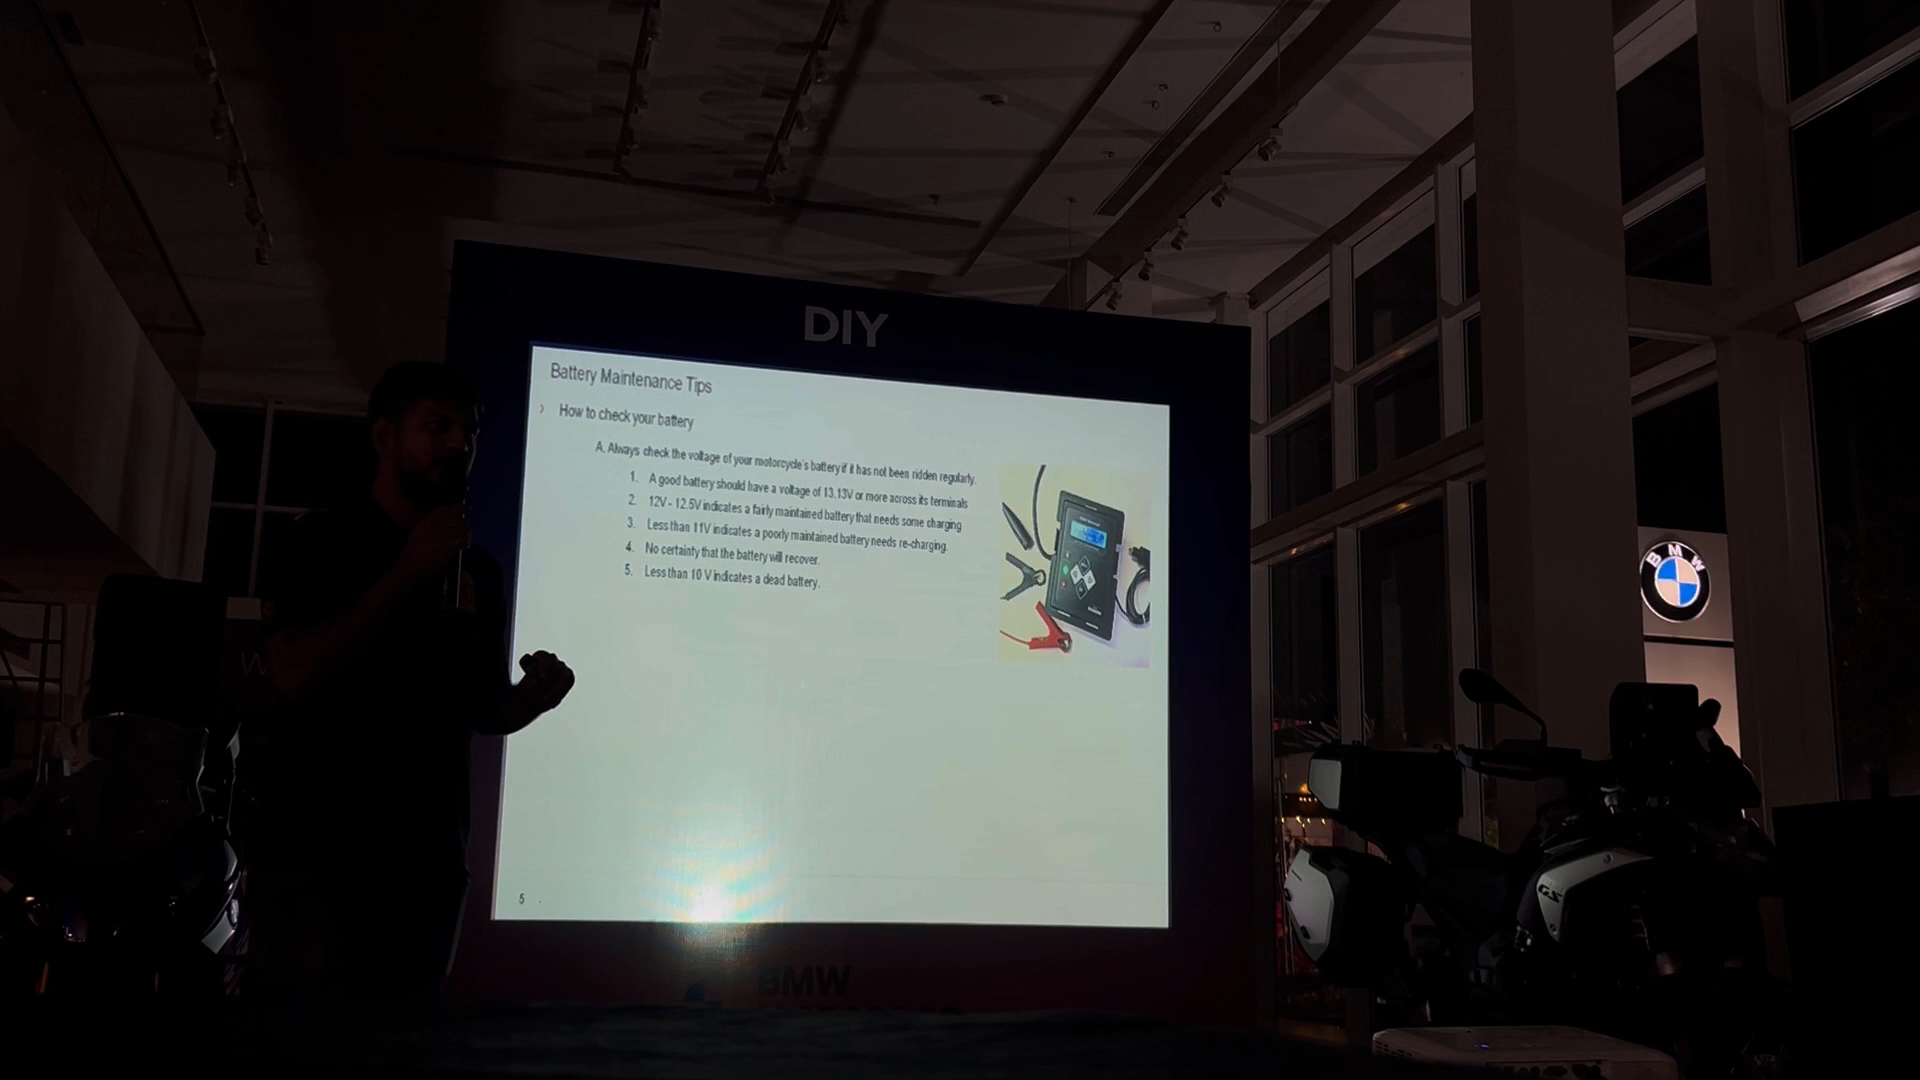 DIY
Battery Maintenance Tips
› How to check your battery
A. Always check the voltage of your motorcycle's battery if it has not been ridden regularly.
1. A good battery should have a voltage of 13.13V or more across its terminals
2. 12V - 12.5V indicates a fairly maintained battery that needs some charging
3. Less than 11V indicates a poorly maintained battery needs re-charging.
4. No certainty that the battery will recover.
5. Less than 10 V indicates a dead battery.
5
BMW
BMW
GS